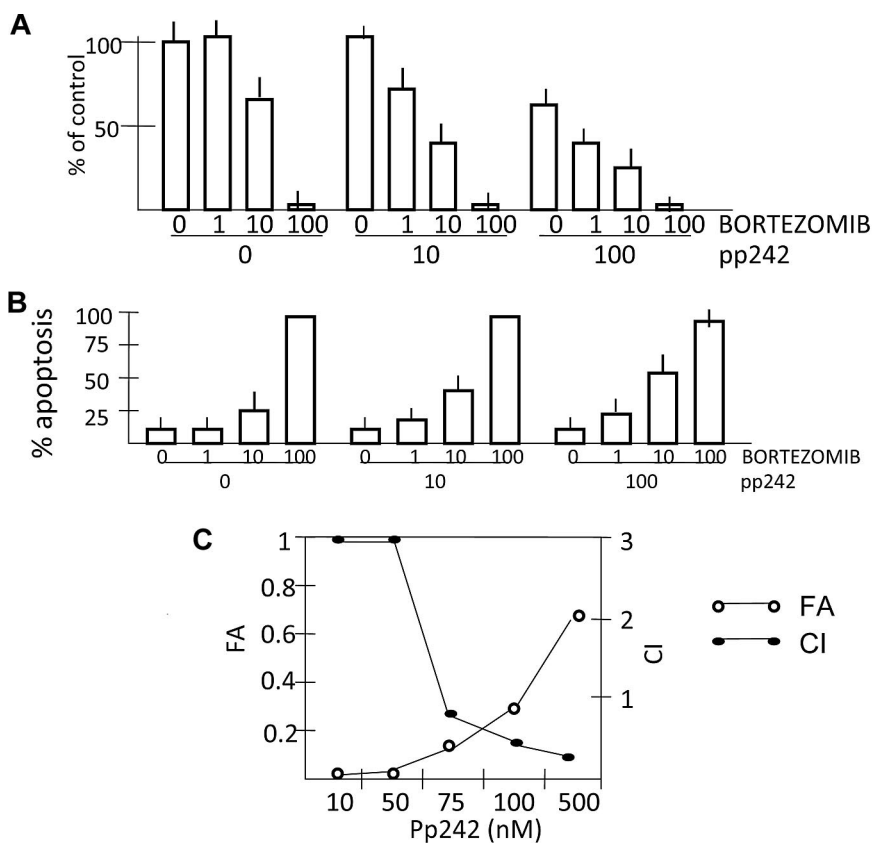 A
% of control
100
50
0 1 10 100 0 1 10 100 0 1 10 100 BORTEZOMIB
0 10 100 pp242
B
% apoptosis
100
75
50
25
0 1 10 100 0 1 10 100 0 1 10 100 BORTEZOMIB
0 10 100 pp242
C
FA
1
0.8
0.6
0.4
0.2
3
2
1
CI
FA
CI
10 50 75 100 500
Pp242 (nM)